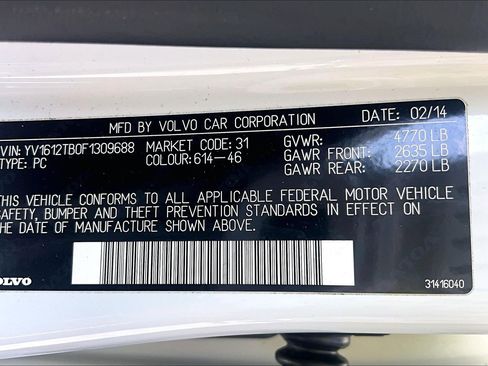 MFD BY VOLVO CAR CORPORATION DATE: 02/14
VIN: YV1612TB0F1309688 MARKET CODE: 31 GVWR: 4770 LB
TYPE: PC COLOUR: 614-46 GAWR FRONT: 2635 LB
GAWR REAR: 2270 LB
THIS VEHICLE CONFORMS TO ALL APPLICABLE FEDERAL MOTOR VEHICLE
SAFETY, BUMPER AND THEFT PREVENTION STANDARDS IN EFFECT ON
THE DATE OF MANUFACTURE SHOWN ABOVE.
VOLVO 31416040